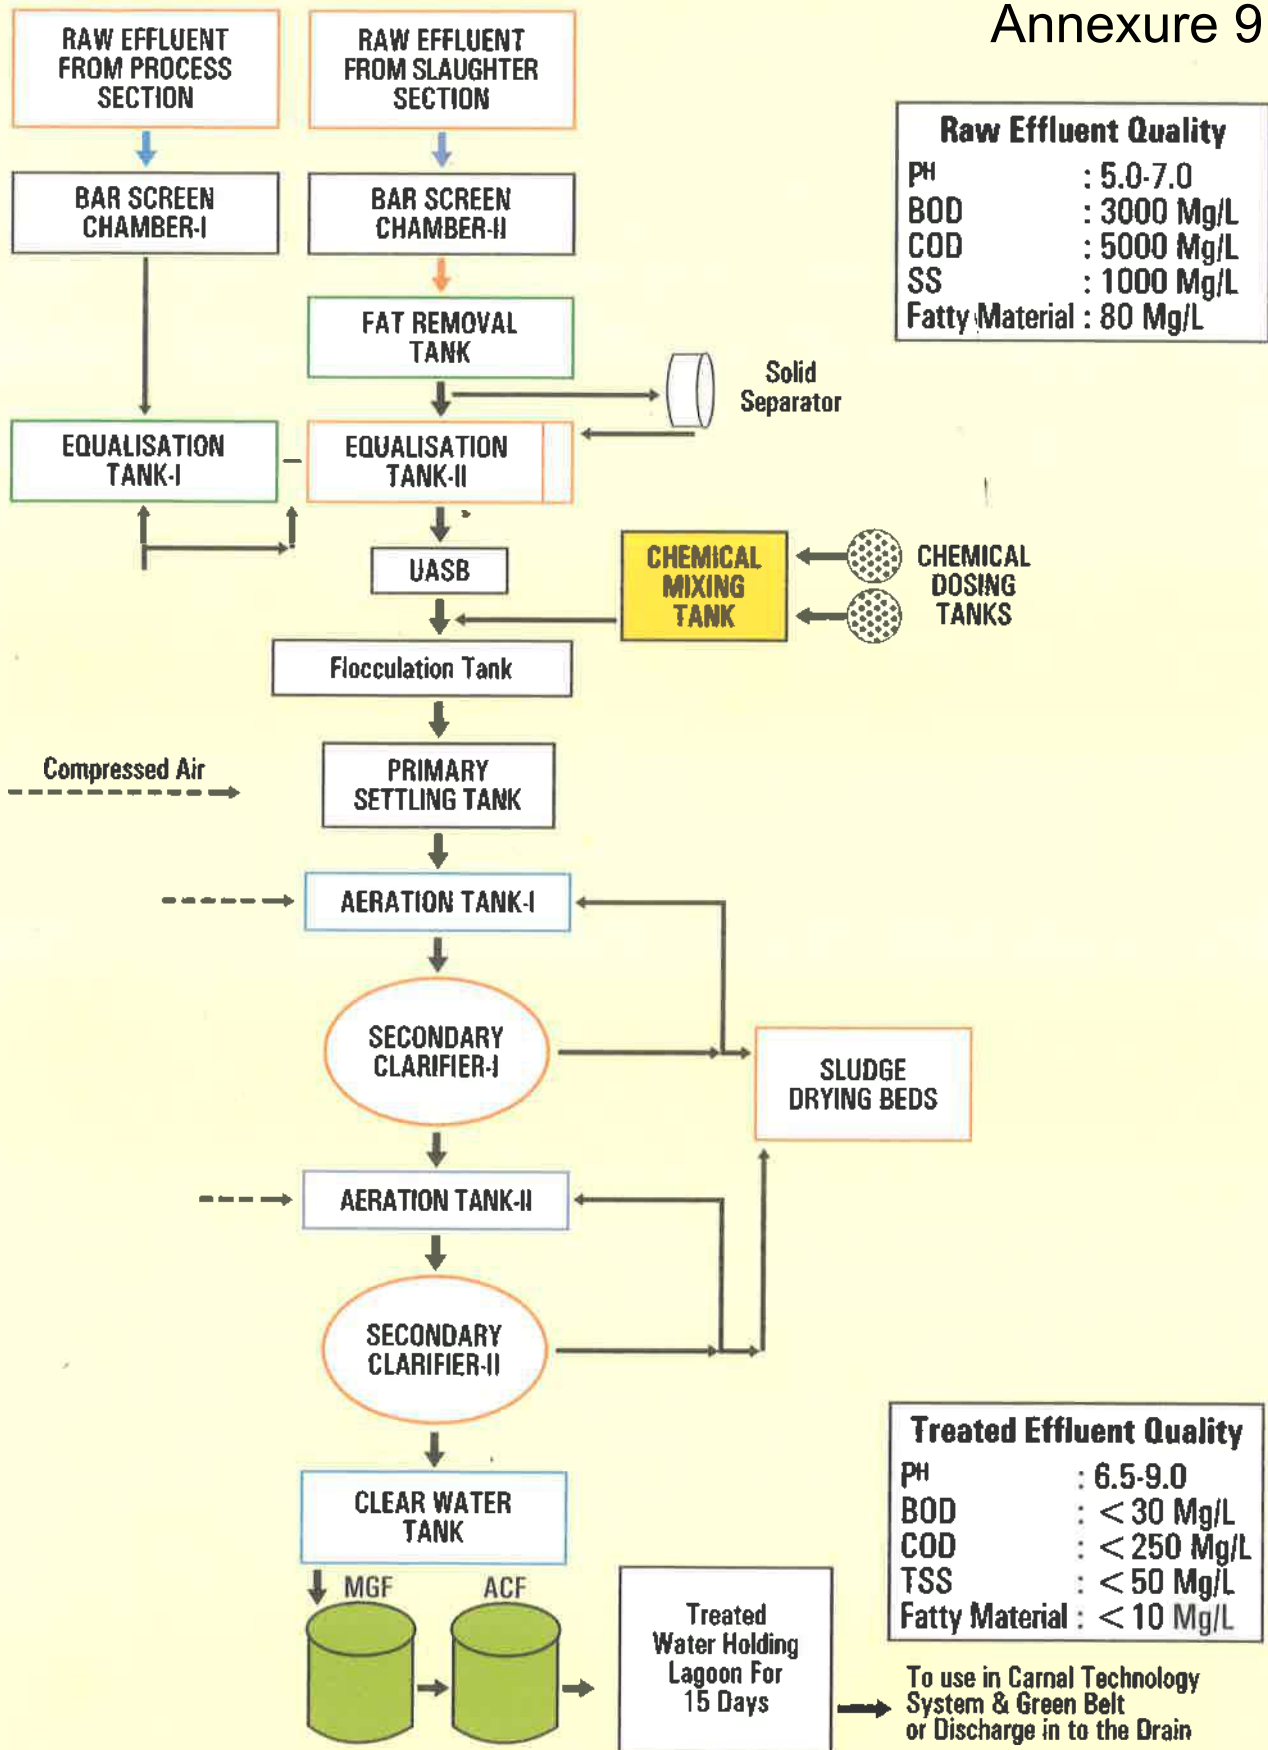 Annexure 9
RAW EFFLUENT
FROM PROCESS
SECTION
RAW EFFLUENT
FROM SLAUGHTER
SECTION
Raw Effluent Quality
PH : 5.0-7.0
BOD : 3000 Mg/L
COD : 5000 Mg/L
SS : 1000 Mg/L
Fatty Material : 80 Mg/L
BAR SCREEN
CHAMBER-I
BAR SCREEN
CHAMBER-II
FAT REMOVAL
TANK
Solid
Separator
EQUALISATION
TANK-I
EQUALISATION
TANK-II
UASB
CHEMICAL
MIXING
TANK
CHEMICAL
DOSING
TANKS
Flocculation Tank
Compressed Air
PRIMARY
SETTLING TANK
AERATION TANK-I
SECONDARY
CLARIFIER-I
SLUDGE
DRYING BEDS
AERATION TANK-II
SECONDARY
CLARIFIER-II
CLEAR WATER
TANK
Treated Effluent Quality
PH : 6.5-9.0
BOD : < 30 Mg/L
COD : < 250 Mg/L
TSS : < 50 Mg/L
Fatty Material : < 10 Mg/L
MGF
ACF
Treated
Water Holding
Lagoon For
15 Days
To use in Carnal Technology
System & Green Belt
or Discharge in to the Drain